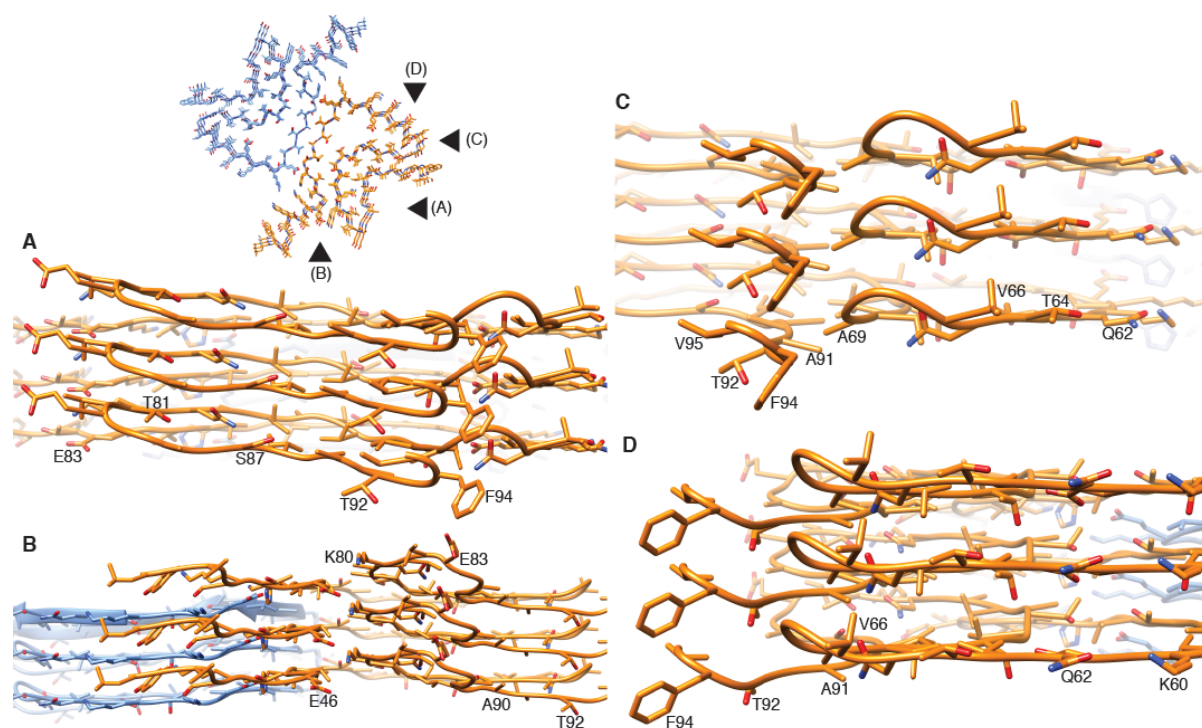 (D)
(C)
(A)
(B)
A
T81
E83
S87
T92
F94
B
K80
E83
E46
A90
T92
C
V66
T64
Q62
A69
V95
A91
T92
F94
D
V66
Q62
K60
A91
T92
F94